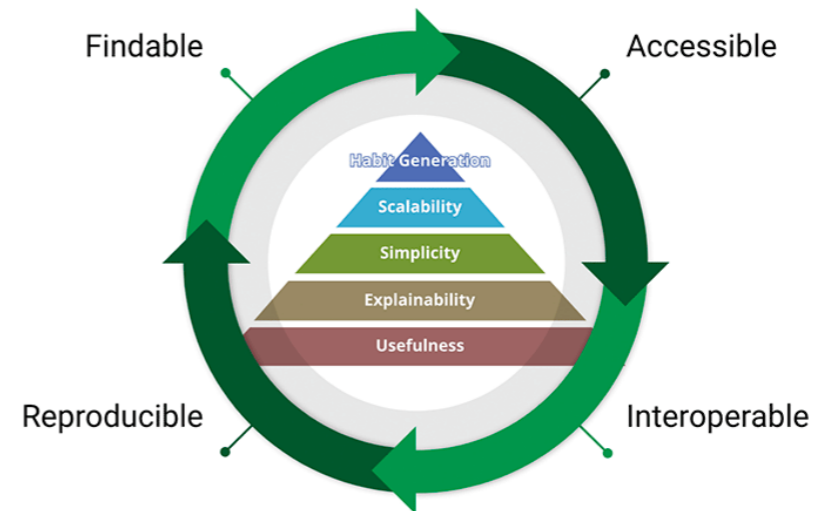 Findable
Accessible
Habit Generation
Scalability
Simplicity
Explainability
Usefulness
Reproducible
Interoperable